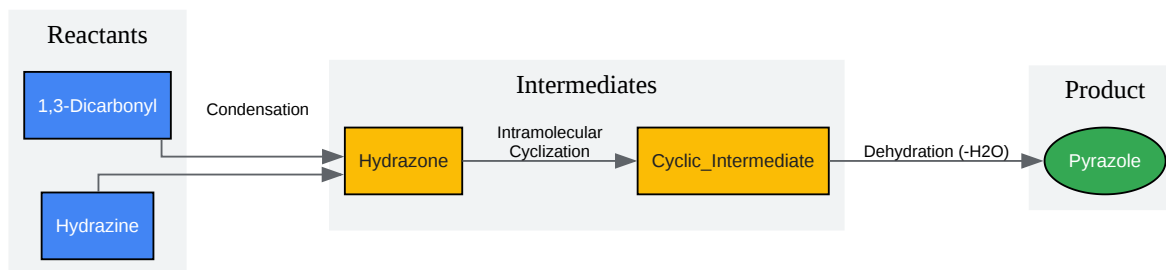 Reactants
1,3-Dicarbonyl
Hydrazine
Condensation
Intermediates
Hydrazone
Intramolecular
Cyclization
Cyclic_Intermediate
Dehydration (-H2O)
Product
Pyrazole